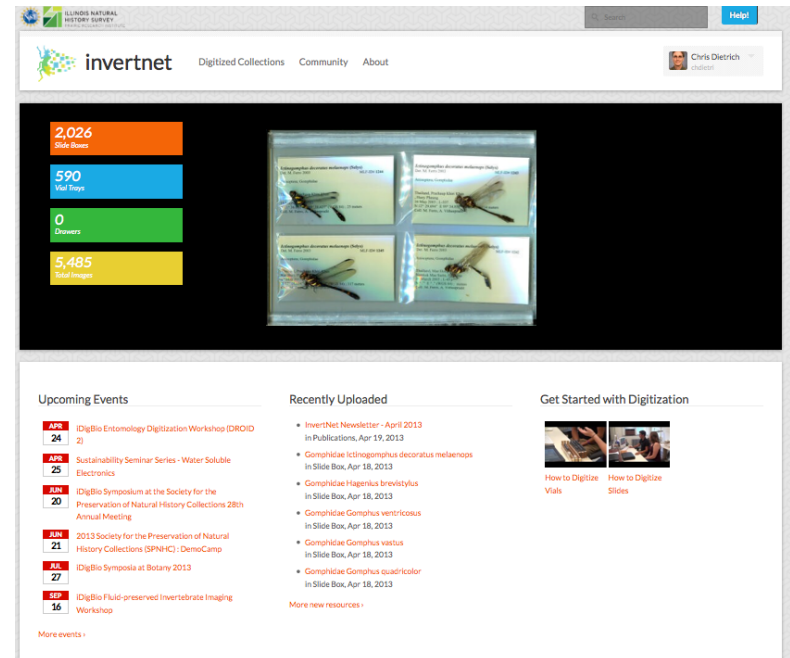 ILLINOIS NATURAL
HISTORY SURVEY
PRAIRIE RESEARCH INSTITUTE
Search
Help!
invertnet
Digitized Collections
Community
About
Chris Dietrich
chdietri
2,026
Slide Boxes
590
Vial Trays
0
Drawers
5,485
Total Images
Upcoming Events
APR
24
iDigBio Entomology Digitization Workshop (DROID
2)
APR
25
Sustainability Seminar Series - Water Soluble
Electronics
JUN
20
iDigBio Symposium at the Society for the
Preservation of Natural History Collections 28th
Annual Meeting
JUN
21
2013 Society for the Preservation of Natural
History Collections (SPNHC) : DemoCamp
JUL
27
iDigBio Symposia at Botany 2013
SEP
16
iDigBio Fluid-preserved Invertebrate Imaging
Workshop
More events ›
Recently Uploaded
InvertNet Newsletter - April 2013
in Publications, Apr 19, 2013
Gomphidae Ictinogomphus decoratus melaenops
in Slide Box, Apr 18, 2013
Gomphidae Hagenius brevistylus
in Slide Box, Apr 18, 2013
Gomphidae Gomphus ventricosus
in Slide Box, Apr 18, 2013
Gomphidae Gomphus vastus
in Slide Box, Apr 18, 2013
Gomphidae Gomphus quadricolor
in Slide Box, Apr 18, 2013
More new resources ›
Get Started with Digitization
How to Digitize
Vials
How to Digitize
Slides